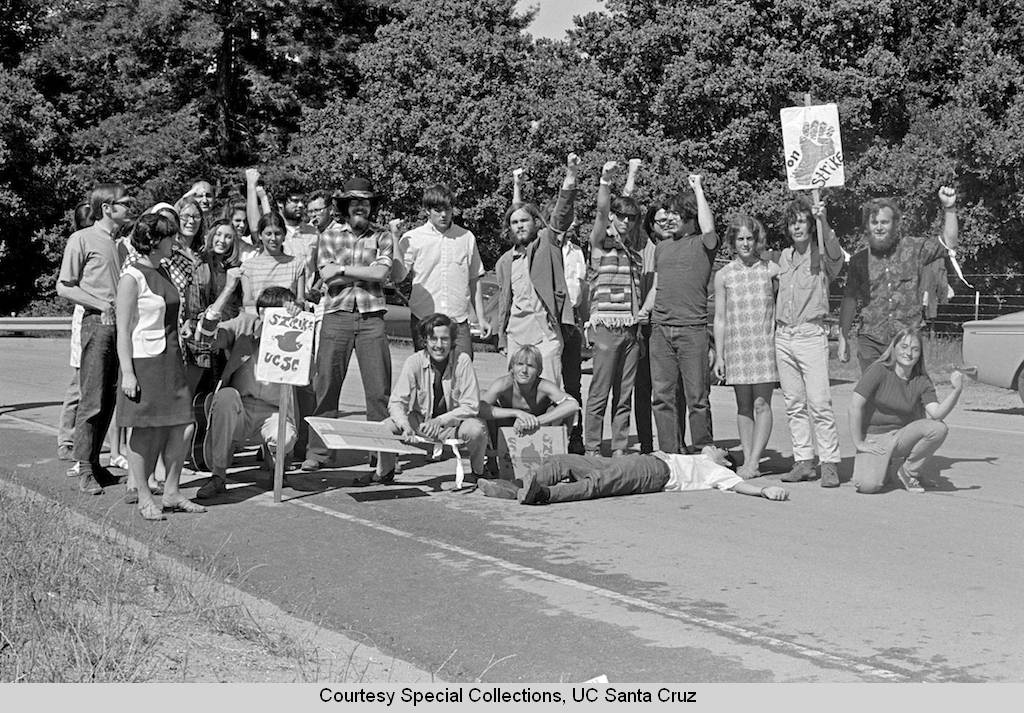 on
STRIKE
STRIKE
UCSC
Courtesy Special Collections, UC Santa Cruz